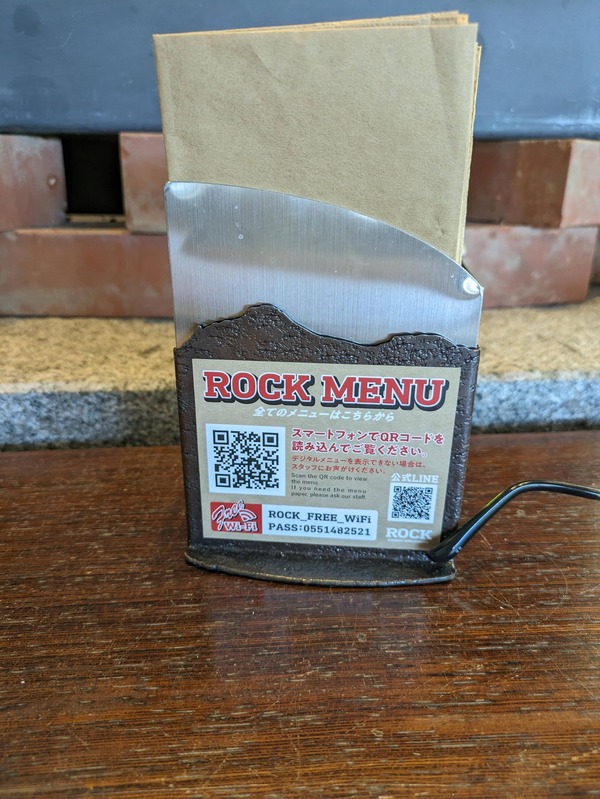 ROCK MENU
全てのメニューはこちらから
スマートフォンでQRコードを
読み込んでご覧ください。
デジタルメニューを表示できない場合は、
スタッフにお声がけください。
Scan the QR code to view
the menu.
If you need the menu
paper, please ask our staff.
公式LINE
Free
Wi-Fi
ROCK_FREE_WiFi
PASS:0551482521
ROCK